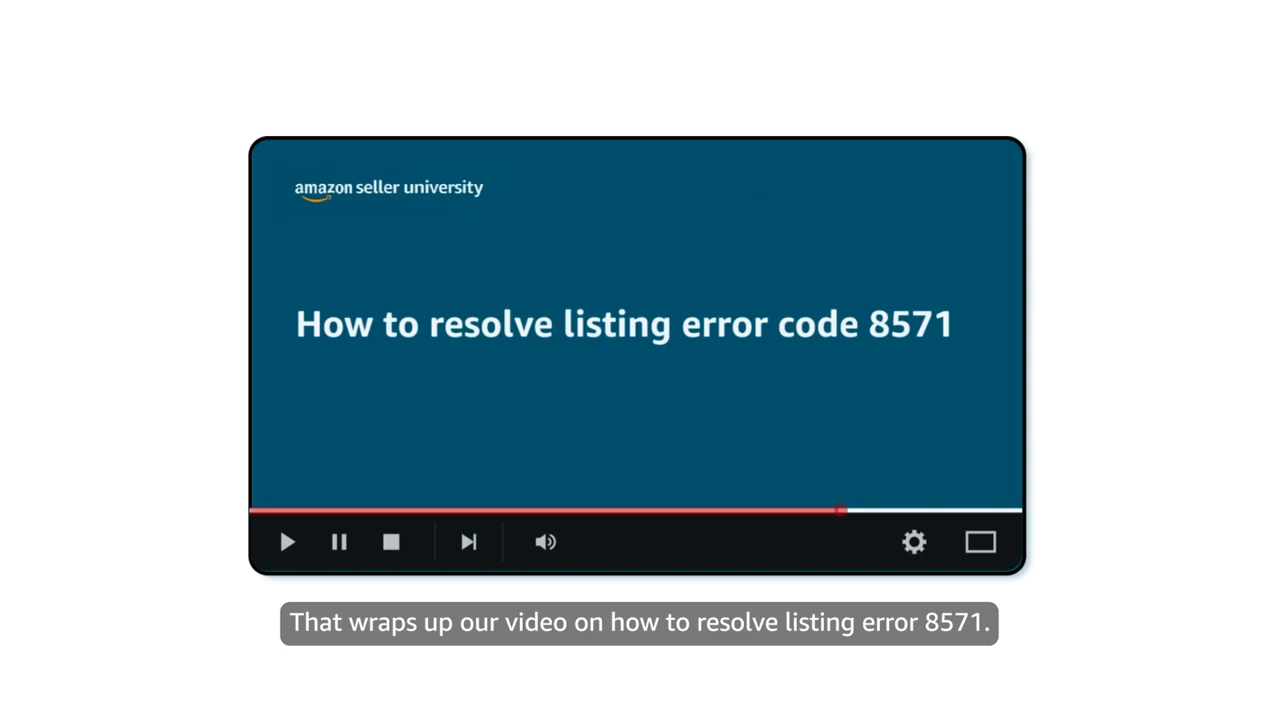 amazon seller university
How to resolve listing error code 8571
That wraps up our video on how to resolve listing error 8571.